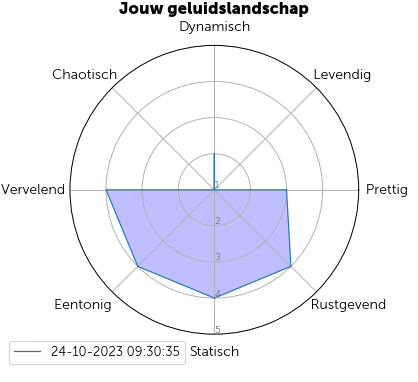 Jouw geluidslandschap
Dynamisch
Chaotisch
Levendig
Vervelend
Prettig
1
2
3
4
5
Eentonig
Rustgevend
24-10-2023 09:30:35
Statisch